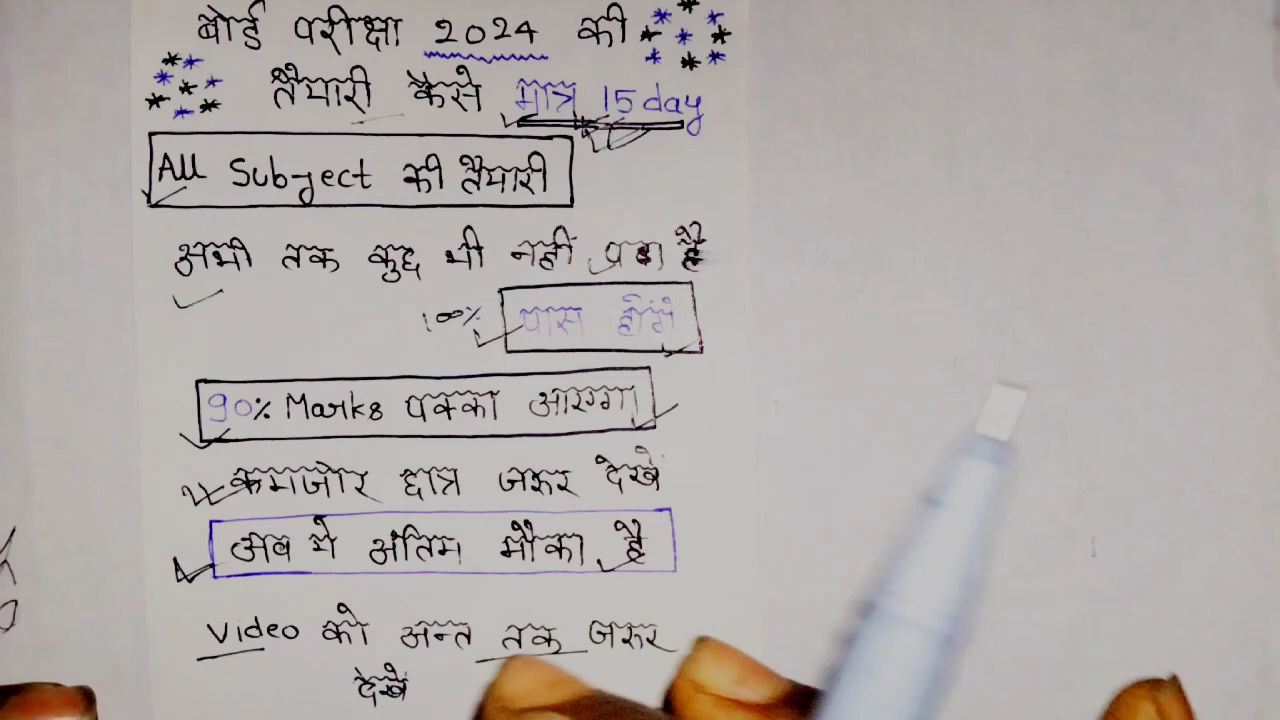 बोर्ड परीक्षा 2024 की
तैयारी कैसे मात्र 15 day
All Subject की तैयारी
अभी तक कुछ भी नहीं है
100% पास होंगे
90% Marks पक्का आएगा
कमजोर छात्र जरूर देखे
अब ये अंतिम मौका है
Video को अन्त तक जरूर
देखे